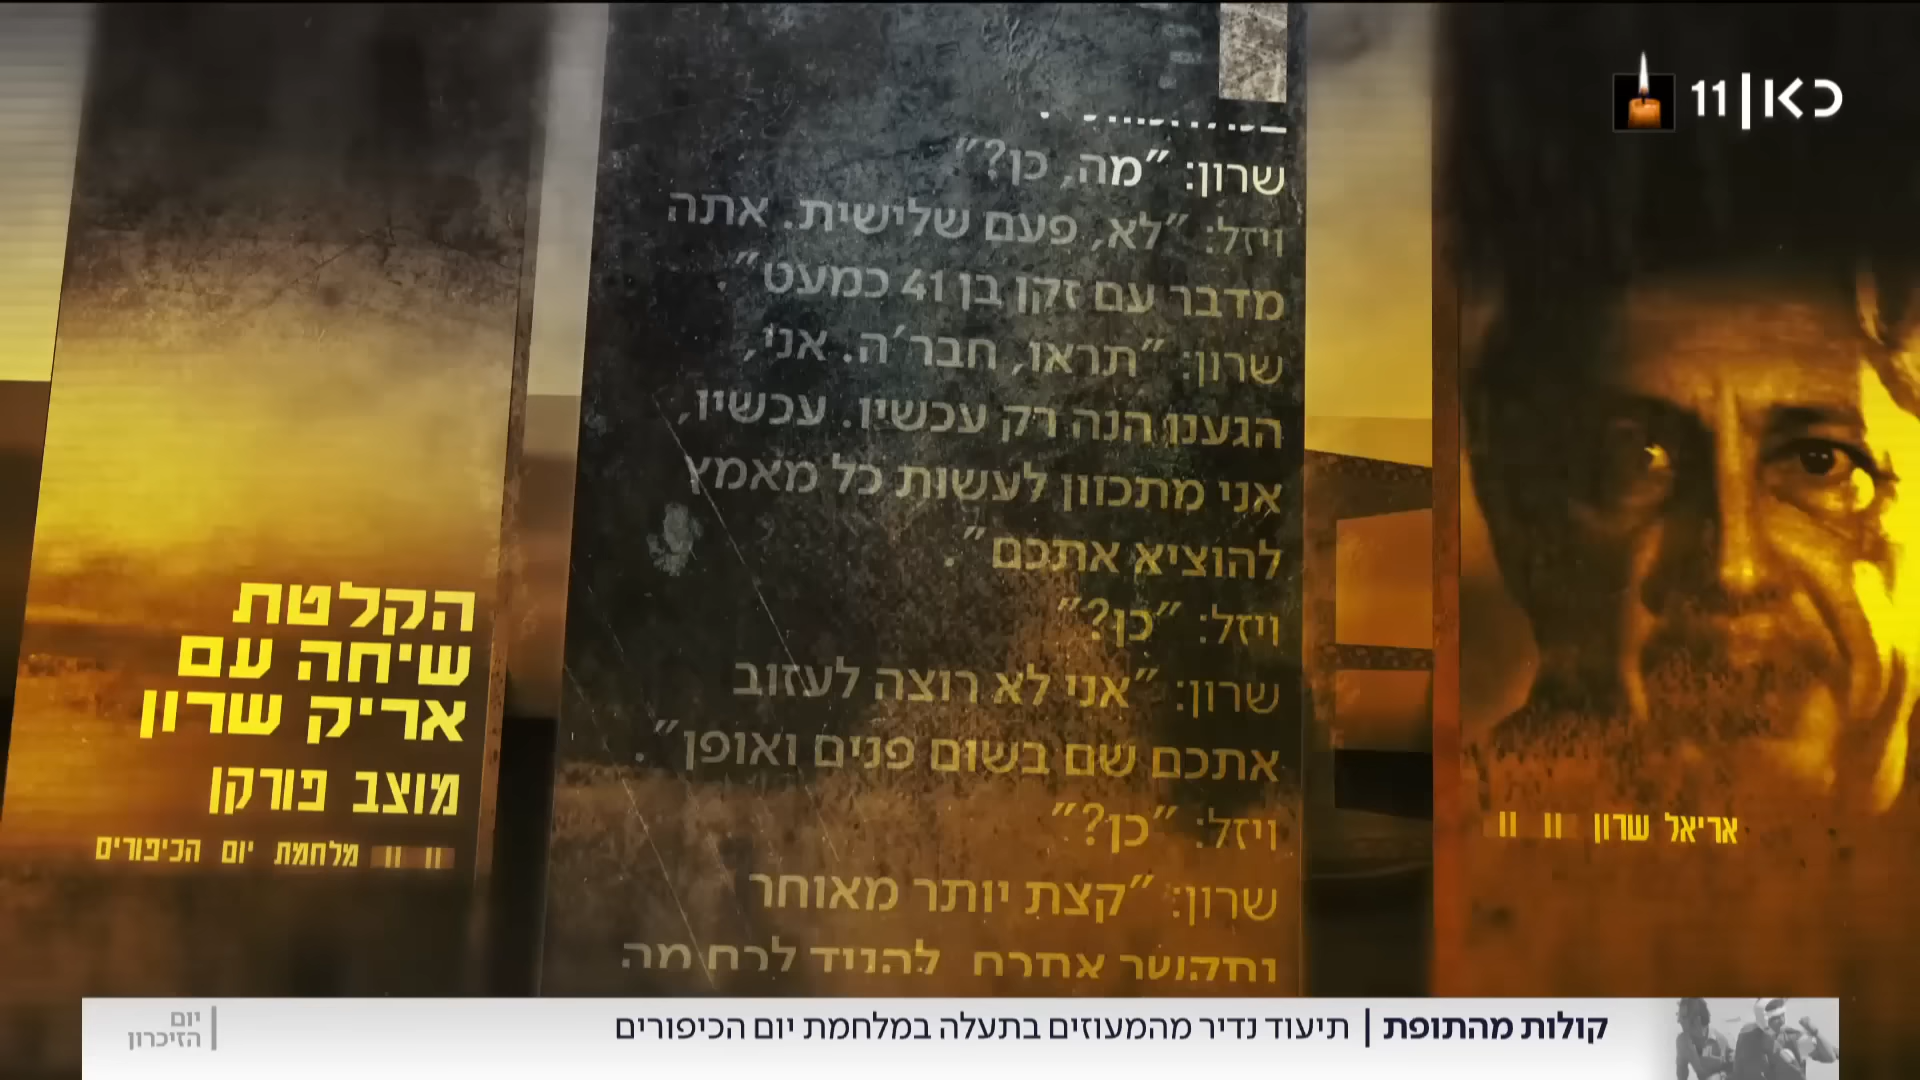 כאן 11
שרון: "מה, כן?"
ויזל: "לא, פעם שלישית. אתה
מדבר עם זקן בן 41 כמעט".
שרון: "תראו, חבר'ה. אני,
הגענו הנה רק עכשיו. עכשיו,
אני מתכוון לעשות כל מאמץ
להוציא אתכם".
ויזל: "כן?"
שרון: "אני לא רוצה לעזוב
אתכם שם בשום פנים ואופן".
ויזל: "כן?"
שרון: "קצת יותר מאוחר
הקלטת
שיחה עם
אריק שרון
מוצב פורקן
מלחמת יום הכיפורים
אריאל שרון
קולות מהתופת | תיעוד נדיר מהמעוזים בתעלה במלחמת יום הכיפורים
יום
הזיכרון